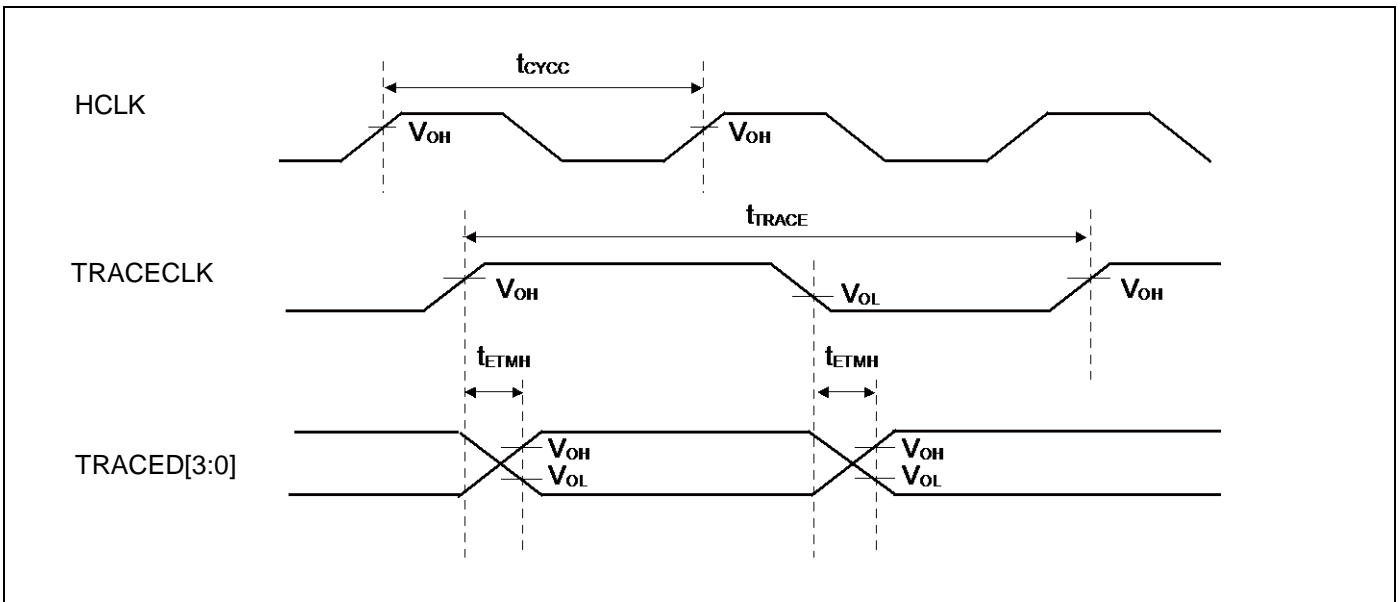 tCYCC
HCLK
VOH VOH
tTRACE
TRACECLK
VOH VOL VOH
tETMH tETMH
TRACED[3:0]
VOH VOH
VOL VOL